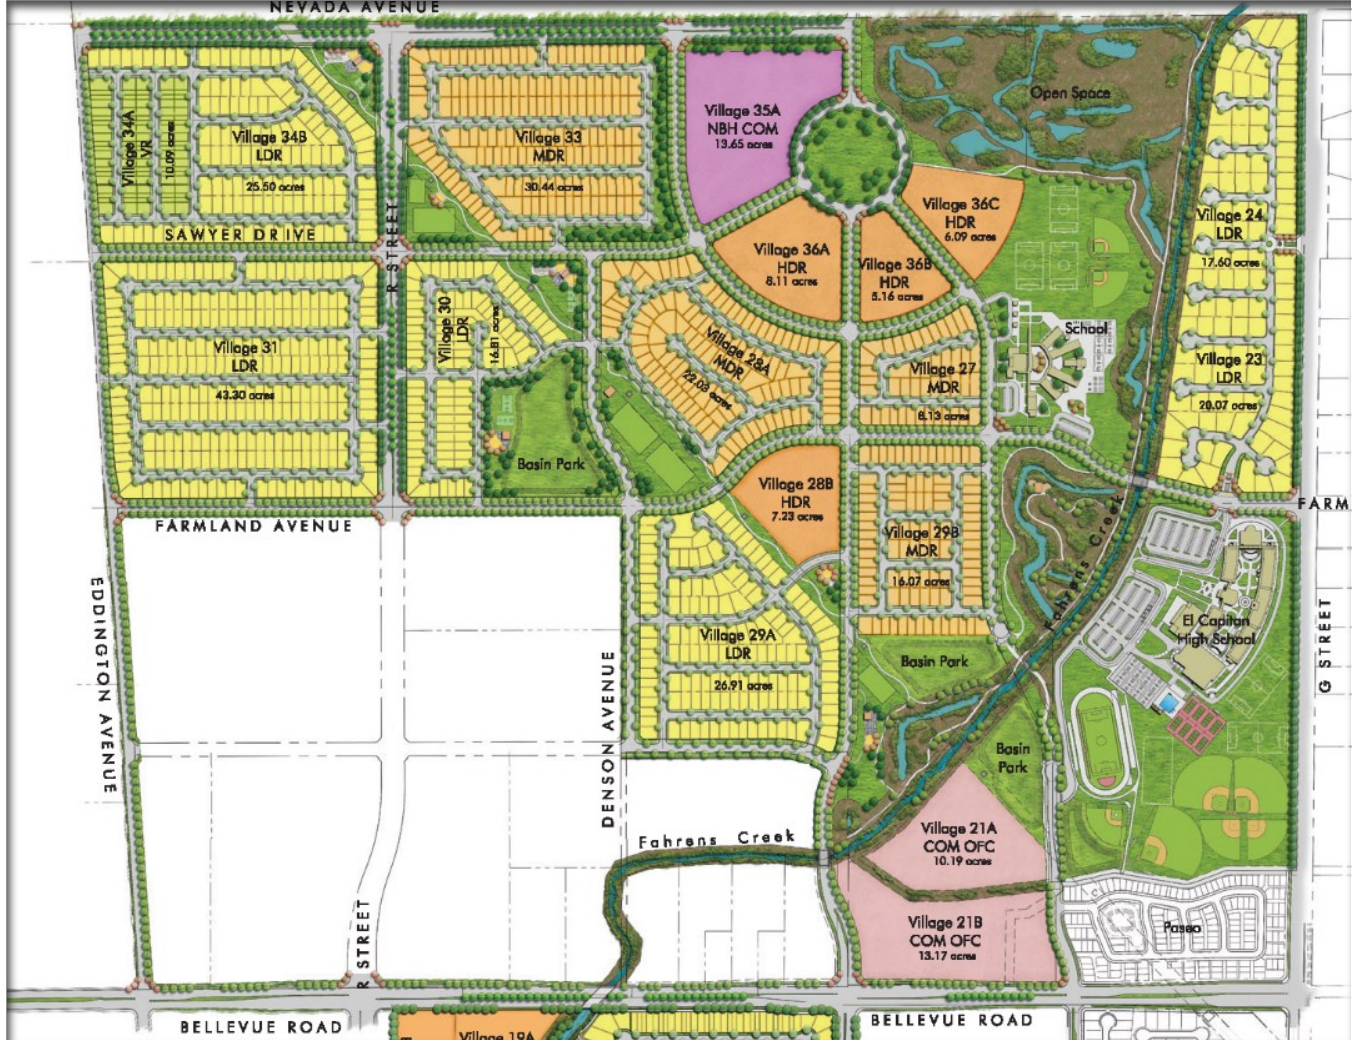 NEVADA AVENUE
Village 35A
NBH COM
13.65 acres
Open Space
Village 34A
VR
10.09 acres
Village 34B
LDR
25.50 acres
Village 33
MDR
30.44 acres
Village 36C
HDR
6.09 acres
Village 24
LDR
17.60 acres
SAWYER DRIVE
R STREET
Village 36A
HDR
8.11 acres
Village 36B
HDR
5.16 acres
Village 31
LDR
43.30 acres
Village 30
LDR
16.81 acres
Village 28A
MDR
22.03 acres
Village 27
MDR
8.13 acres
School
Village 23
LDR
20.07 acres
Basin Park
Village 28B
HDR
7.23 acres
FARMLAND AVENUE
FARM
Village 29B
MDR
16.07 acres
Fahrens Creek
EDDINGTON AVENUE
El Capitan
High School
G STREET
Village 29A
LDR
26.91 acres
Basin Park
DENSON AVENUE
Basin
Park
Fahrens Creek
Village 21A
COM OFC
10.19 acres
R STREET
Village 21B
COM OFC
13.17 acres
Paseo
BELLEVUE ROAD
BELLEVUE ROAD
Village 19A